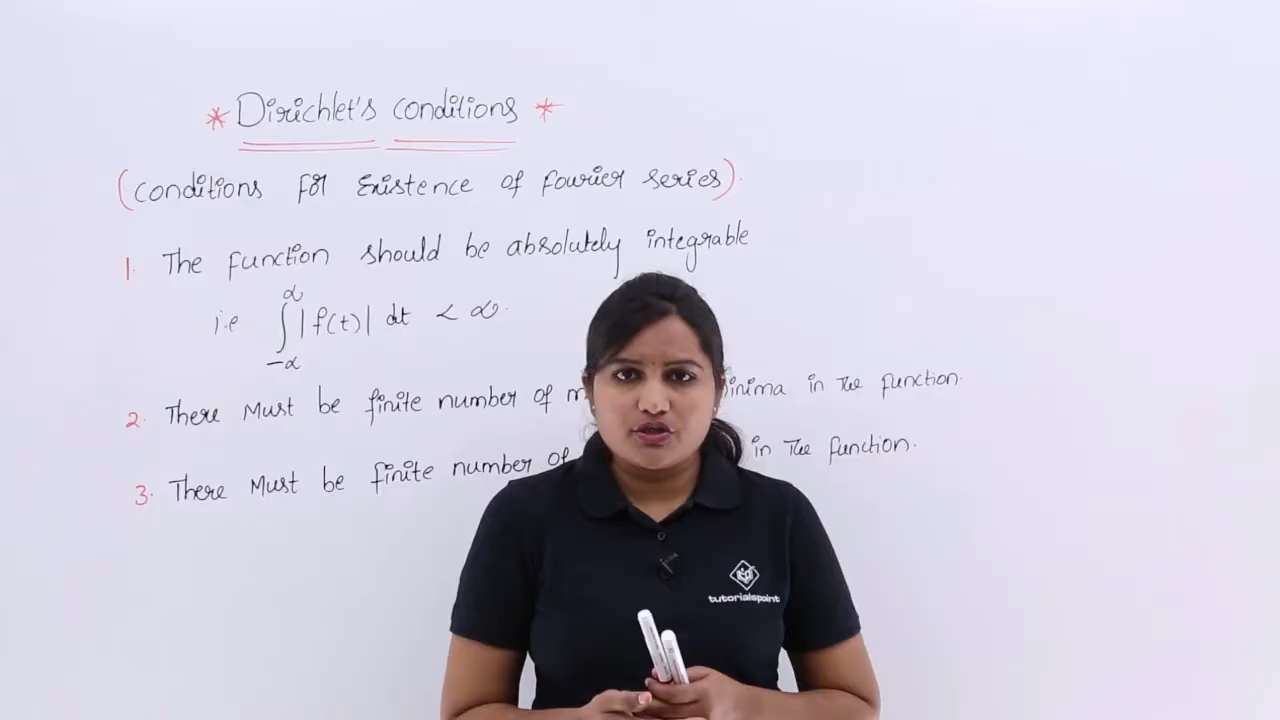 * Dirichlet's conditions *
(conditions for Existence of fourier series).
1. The function should be absolutely integrable
i.e ∫_{-α}^{α} |f(t)| dt < ∞.
2. There Must be finite number of inima in The function.
3. There Must be finite number of in The function.
tutorialspoint